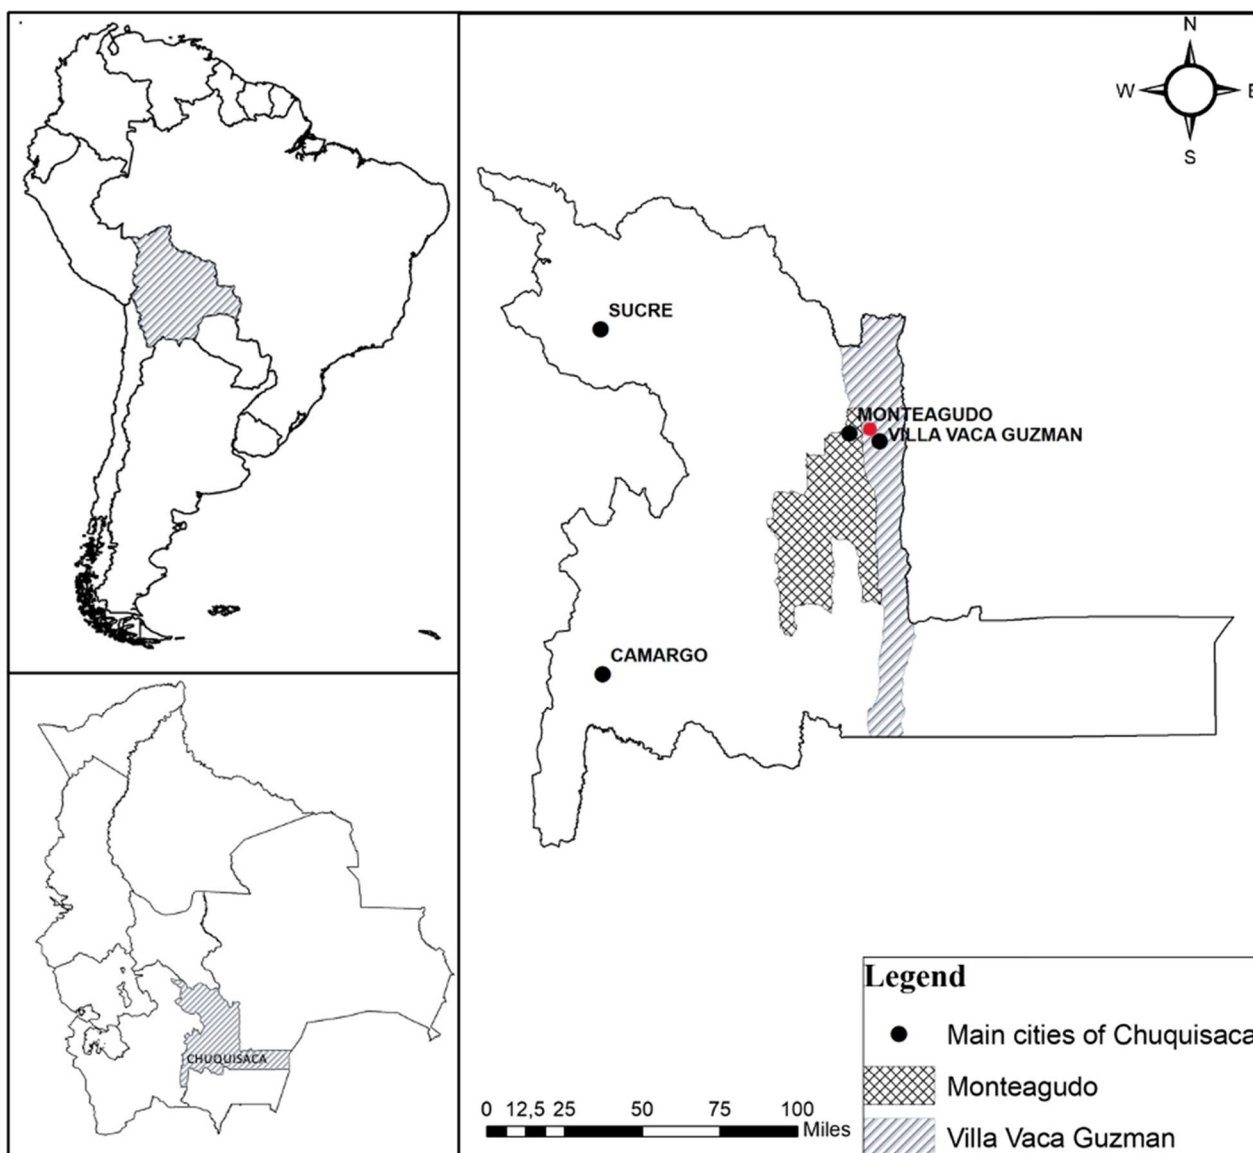 N
W
E
S
SUCRE
MONTEAGUDO
VILLA VACA GUZMAN
CAMARGO
CHUQUISACA
Legend
Main cities of Chuquisaca
Monteagudo
Villa Vaca Guzman
0 12,5 25 50 75 100
Miles